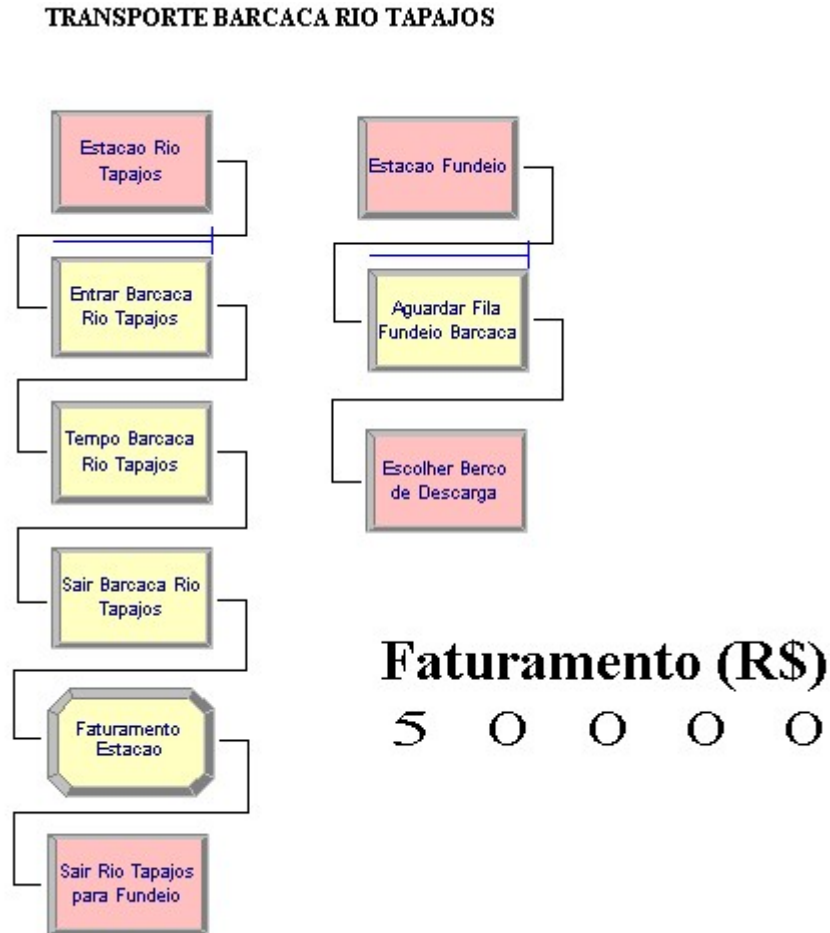 TRANSPORTE BARCACA RIO TAPAJOS
Estacao Rio
Tapajos
Entrar Barcaca
Rio Tapajos
Tempo Barcaca
Rio Tapajos
Sair Barcaca Rio
Tapajos
Faturamento
Estacao
Sair Rio Tapajos
para Fundeio
Estacao Fundeio
Aguardar Fila
Fundeio Barcaca
Escolher Berco
de Descarga
Faturamento (R$)
5 0 0 0 0